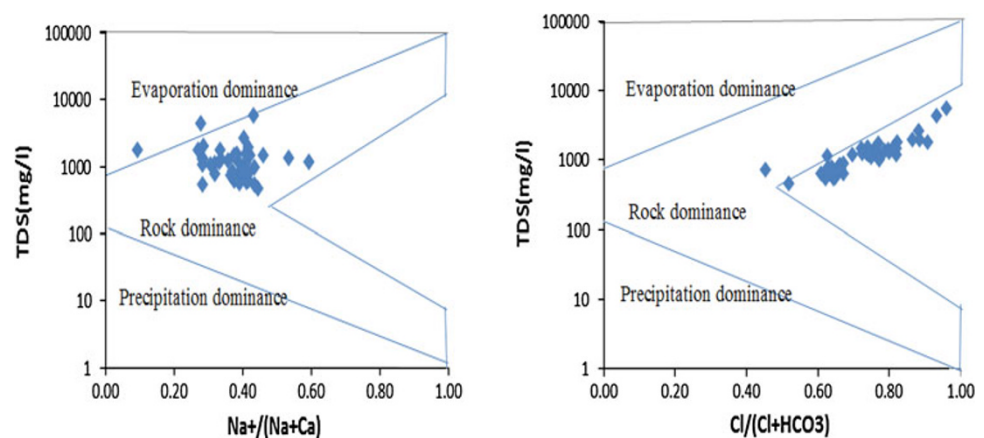 100000
10000
1000
100
10
1
TDS(mg/l)
Evaporation dominance
Rock dominance
Precipitation dominance
0.00 0.20 0.40 0.60 0.80 1.00
Na+/(Na+Ca)
100000
10000
1000
100
10
1
TDS(mg/l)
Evaporation dominance
Rock dominance
Precipitation dominance
0.00 0.20 0.40 0.60 0.80 1.00
Cl/(Cl+HCO3)